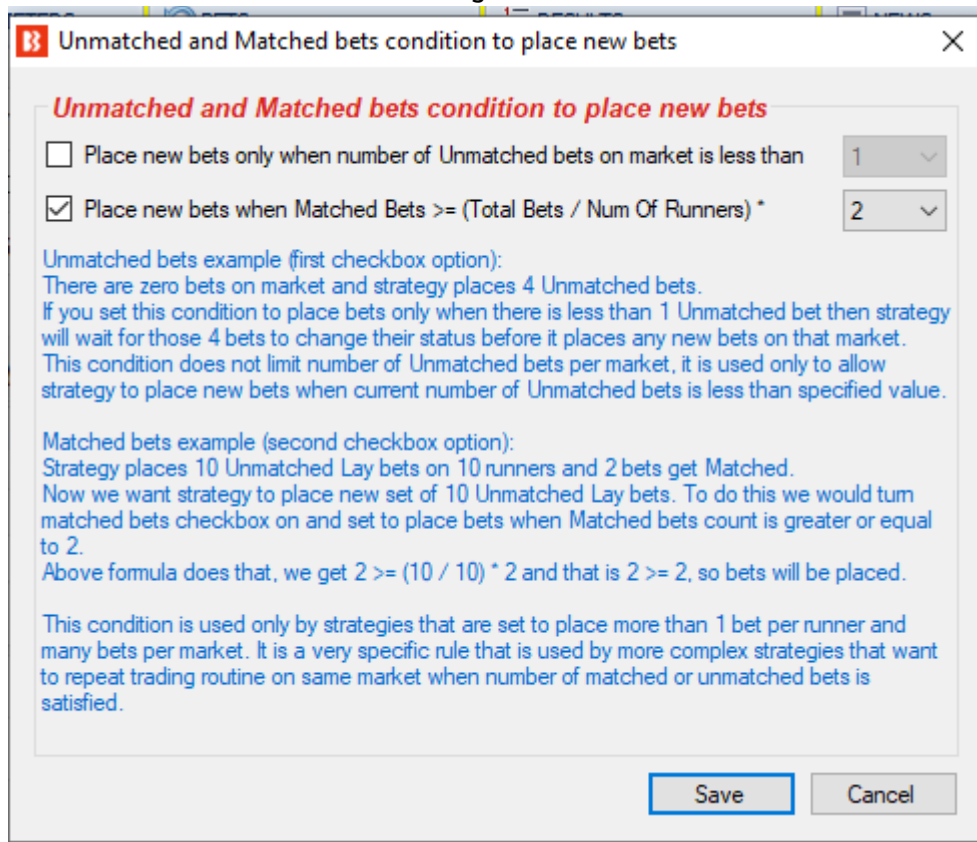 BETS
RESULTS
NEWS
Unmatched and Matched bets condition to place new bets
Unmatched and Matched bets condition to place new bets
Place new bets only when number of Unmatched bets on market is less than 1
Place new bets when Matched Bets >= (Total Bets / Num Of Runners) * 2
Unmatched bets example (first checkbox option):
There are zero bets on market and strategy places 4 Unmatched bets.
If you set this condition to place bets only when there is less than 1 Unmatched bet then strategy
will wait for those 4 bets to change their status before it places any new bets on that market.
This condition does not limit number of Unmatched bets per market, it is used only to allow
strategy to place new bets when current number of Unmatched bets is less than specified value.
Matched bets example (second checkbox option):
Strategy places 10 Unmatched Lay bets on 10 runners and 2 bets get Matched.
Now we want strategy to place new set of 10 Unmatched Lay bets. To do this we would turn
matched bets checkbox on and set to place bets when Matched bets count is greater or equal
to 2.
Above formula does that, we get 2 >= (10 / 10) * 2 and that is 2 >= 2, so bets will be placed.
This condition is used only by strategies that are set to place more than 1 bet per runner and
many bets per market. It is a very specific rule that is used by more complex strategies that want
to repeat trading routine on same market when number of matched or unmatched bets is
satisfied.
Save
Cancel